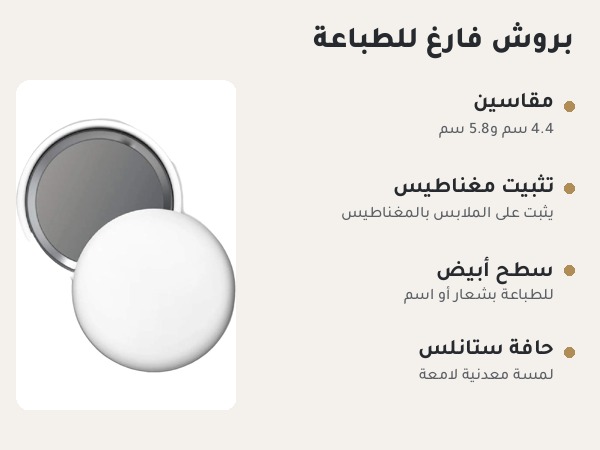 بروش فارغ للطباعة
مقاسين
4.4 سم و5.8 سم
تثبيت مغناطيس
يثبت على الملابس بالمغناطيس
سطح أبيض
للطباعة بشعار أو اسم
حافة ستانلس
لمسة معدنية لامعة